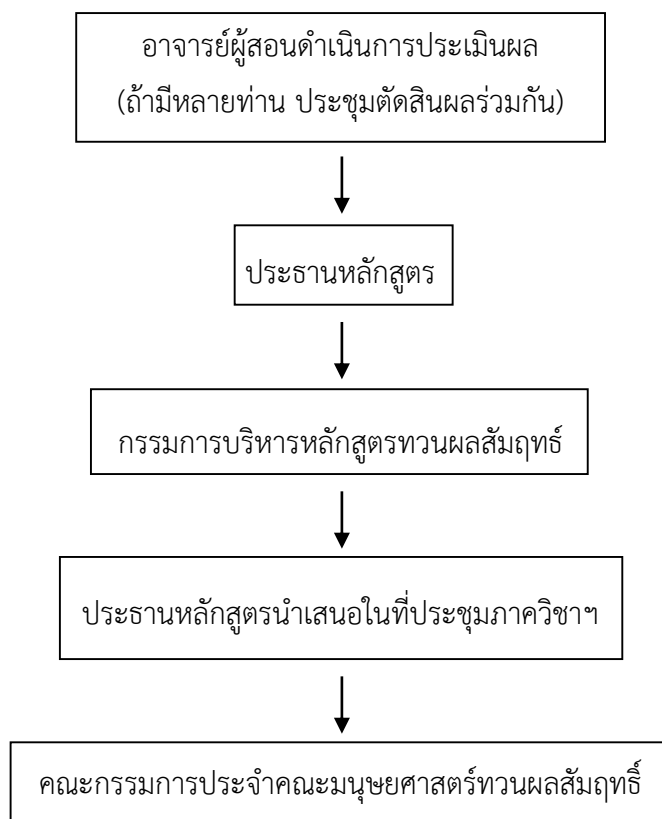 อาจารย์ผู้สอนดำเนินการประเมินผล
(ถ้ามีหลายท่าน ประชุมตัดสินผลร่วมกัน)
ประธานหลักสูตร
กรรมการบริหารหลักสูตรทวนผลสัมฤทธ์
ประธานหลักสูตรนำเสนอในที่ประชุมภาควิชาฯ
คณะกรรมการประจำคณะมนุษยศาสตร์ทวนผลสัมฤทธิ์